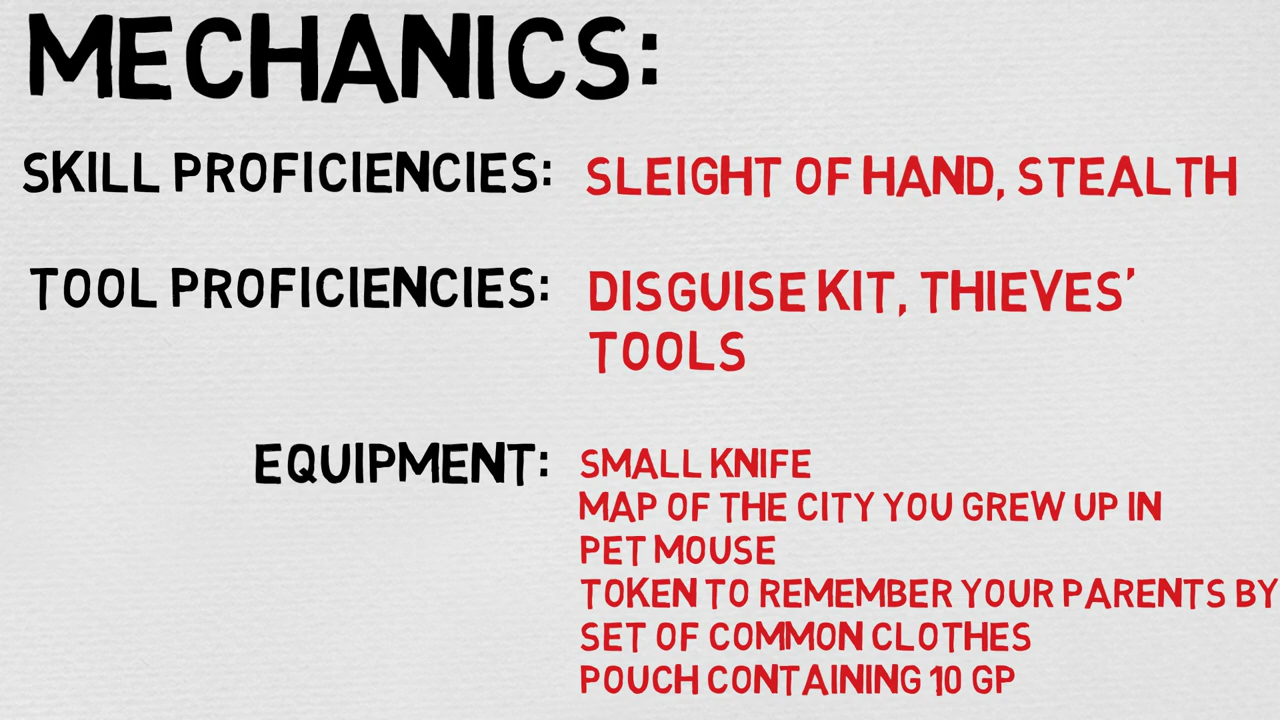 MECHANICS:
SKILL PROFICIENCIES: SLEIGHT OF HAND, STEALTH
TOOL PROFICIENCIES: DISGUISE KIT, THIEVES'
TOOLS
EQUIPMENT: SMALL KNIFE
MAP OF THE CITY YOU GREW UP IN
PET MOUSE
TOKEN TO REMEMBER YOUR PARENTS BY
SET OF COMMON CLOTHES
POUCH CONTAINING 10 GP